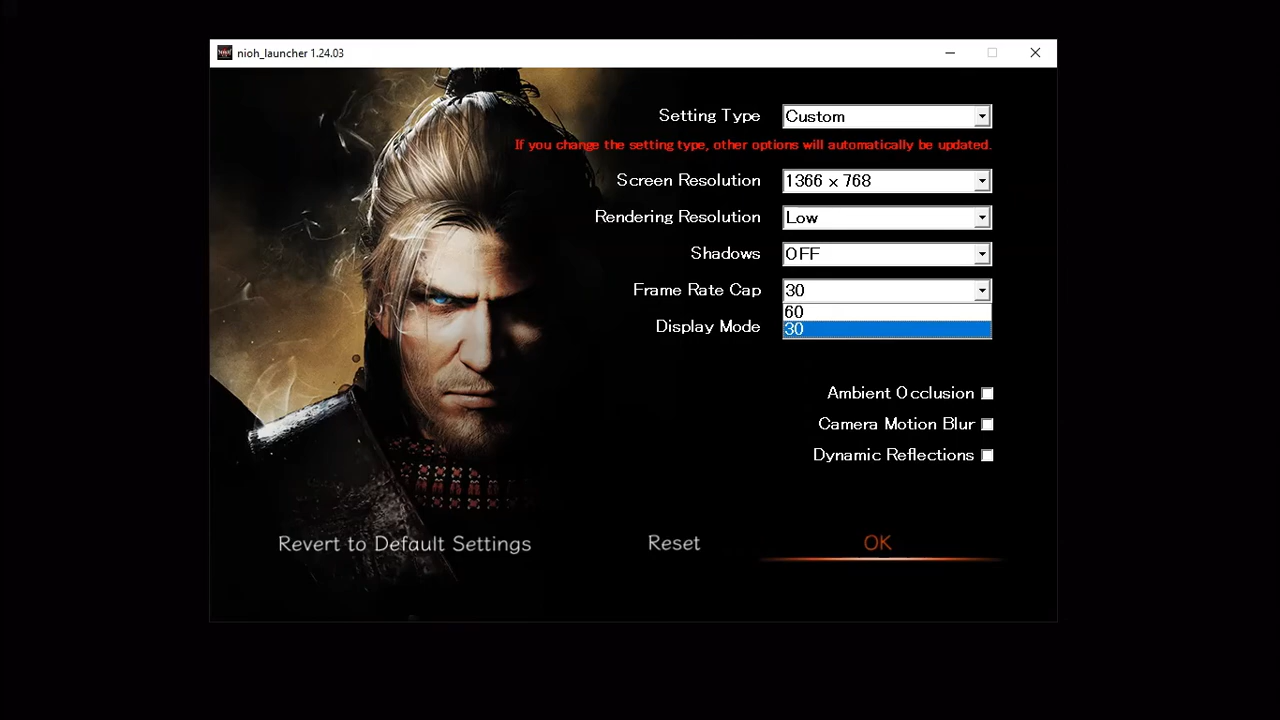 nioh_launcher 1.24.03
Setting Type Custom
If you change the setting type, other options will automatically be updated.
Screen Resolution 1366 x 768
Rendering Resolution Low
Shadows OFF
Frame Rate Cap 30
60
Display Mode 30
Ambient Occlusion
Camera Motion Blur
Dynamic Reflections
Revert to Default Settings Reset OK